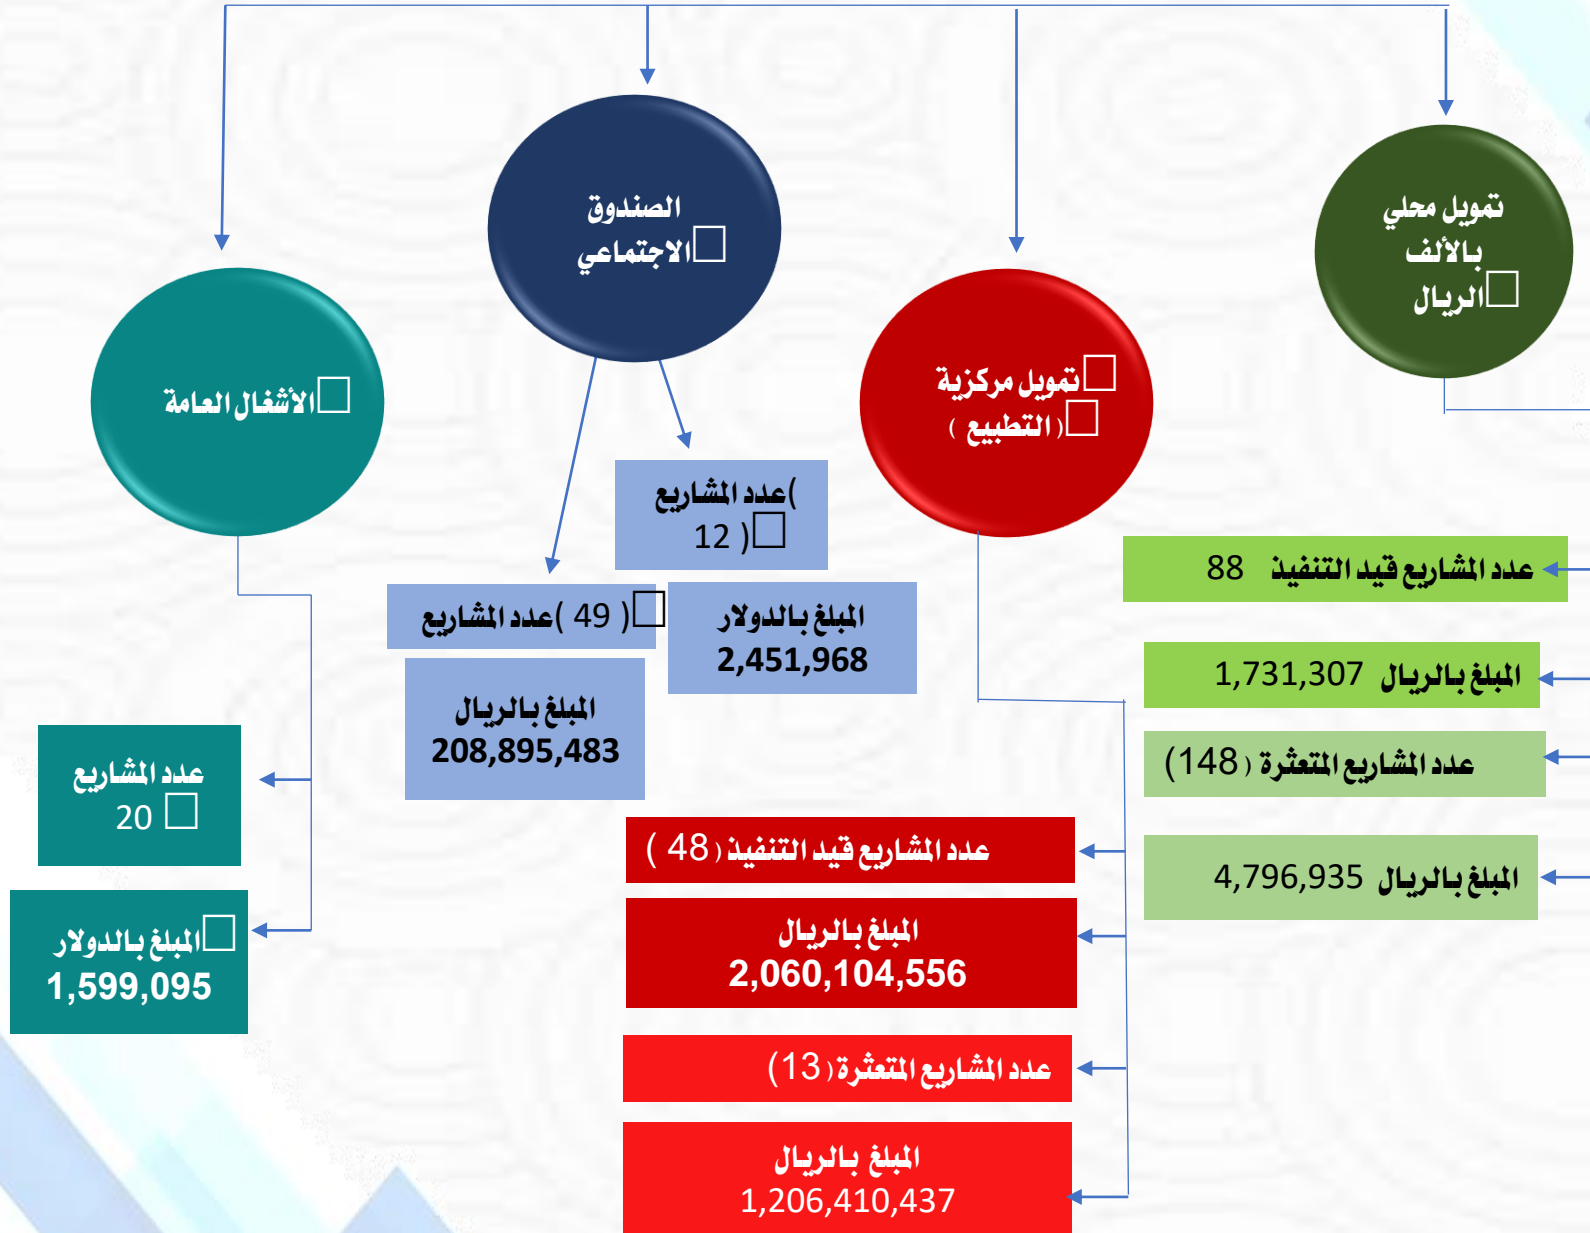 تمويل محلي
بالألف
الريال
عدد المشاريع قيد التنفيذ 88
المبلغ بالريال 1,731,307
عدد المشاريع المتعثرة (148)
المبلغ بالريال 4,796,935
تمويل مركزية
(التطبيع )
عدد المشاريع قيد التنفيذ (48 )
المبلغ بالريال
2,060,104,556
عدد المشاريع المتعثرة (13)
المبلغ بالريال
1,206,410,437
الصندوق
الاجتماعي
)عدد المشاريع
( 12
المبلغ بالدولار
2,451,968
( 49 )عدد المشاريع
المبلغ بالريال
208,895,483
الأشغال العامة
عدد المشاريع
20
المبلغ بالدولار
1,599,095